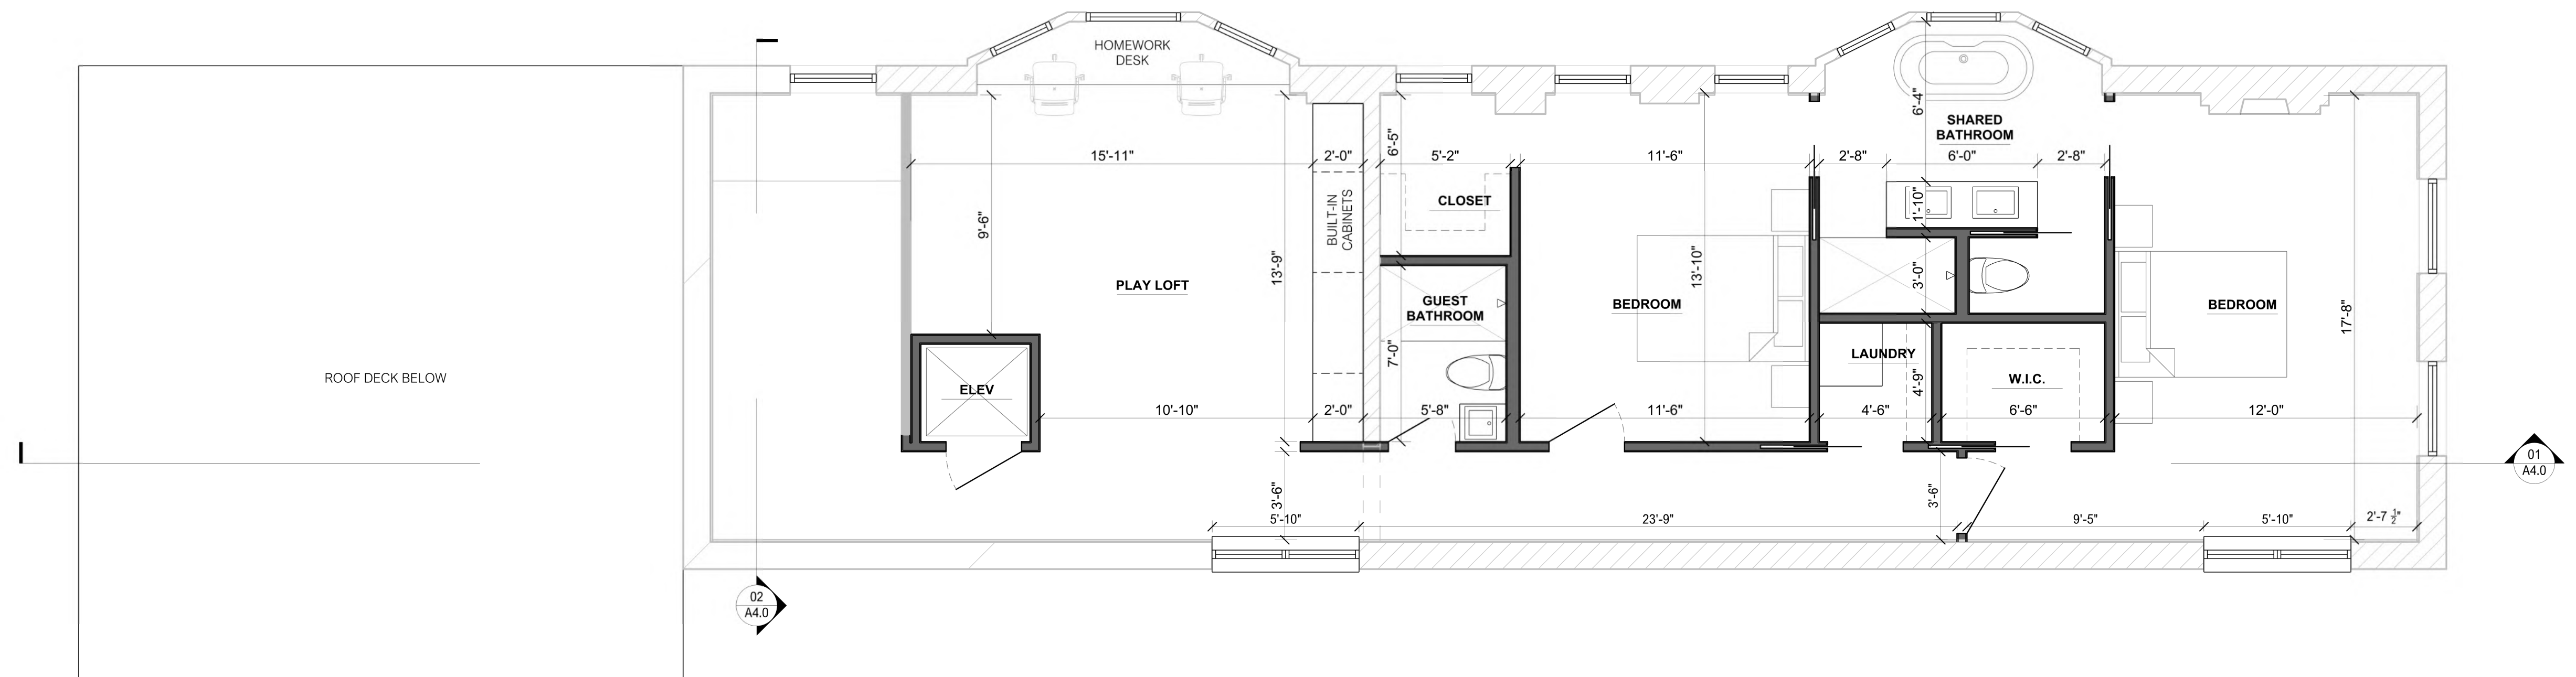 HOMEWORK
DESK
6'-4"
SHARED
BATHROOM
15'-11"
2'-0"
6'-5"
5'-2"
11'-6"
2'-8"
6'-0"
2'-8"
BUILT-IN
CABINETS
CLOSET
1'-10"
9'-6"
13'-9"
13'-10"
3'-0"
PLAY LOFT
GUEST
BATHROOM
BEDROOM
BEDROOM
17'-8"
7'-0"
LAUNDRY
ROOF DECK BELOW
ELEV
W.I.C.
4'-9"
10'-10"
2'-0"
5'-8"
11'-6"
4'-6"
6'-6"
12'-0"
01
A4.0
3'-6"
3'-6"
5'-10"
23'-9"
9'-5"
5'-10"
2'-7 1/2"
02
A4.0